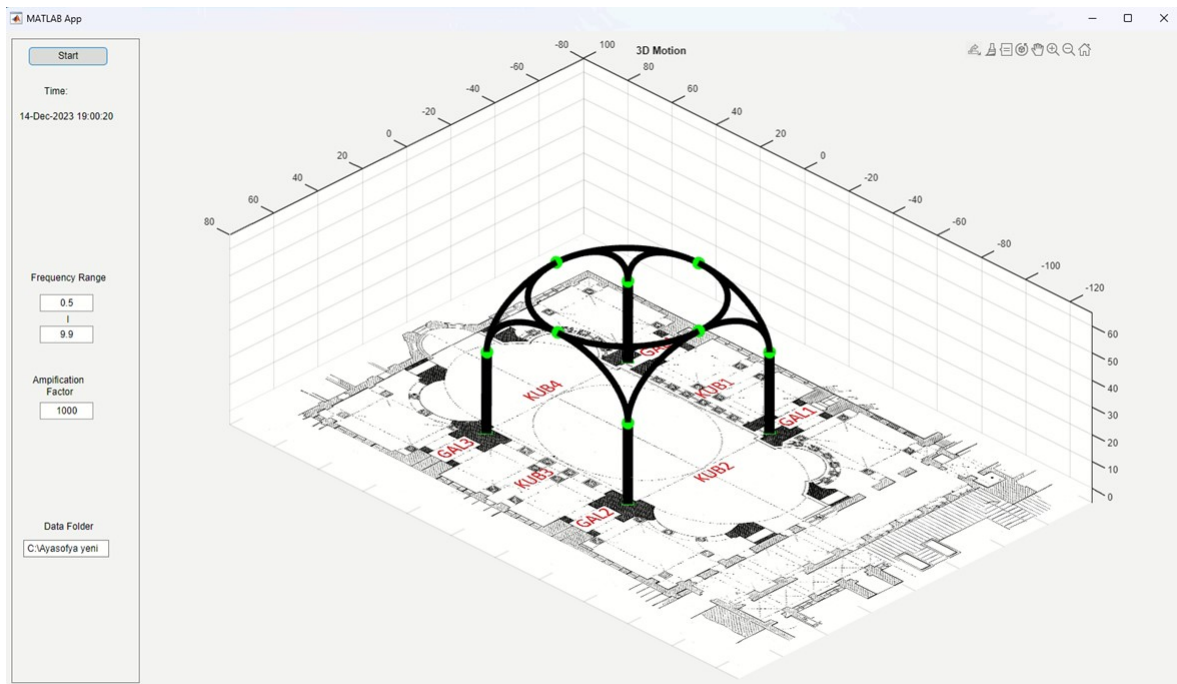 MATLAB App
Start
Time:
14-Dec-2023 19:00:20
Frequency Range
0.5
|
9.9
Ampification
Factor
1000
Data Folder
C:\Ayasofya yeni
3D Motion
-80
-60
-40
-20
0
20
40
60
80
100
80
60
40
20
0
-20
-40
-60
-80
-100
-120
60
50
40
30
20
10
0
KUB4
KUB1
GAL1
GAL3
KUB3
KUB2
GAL2